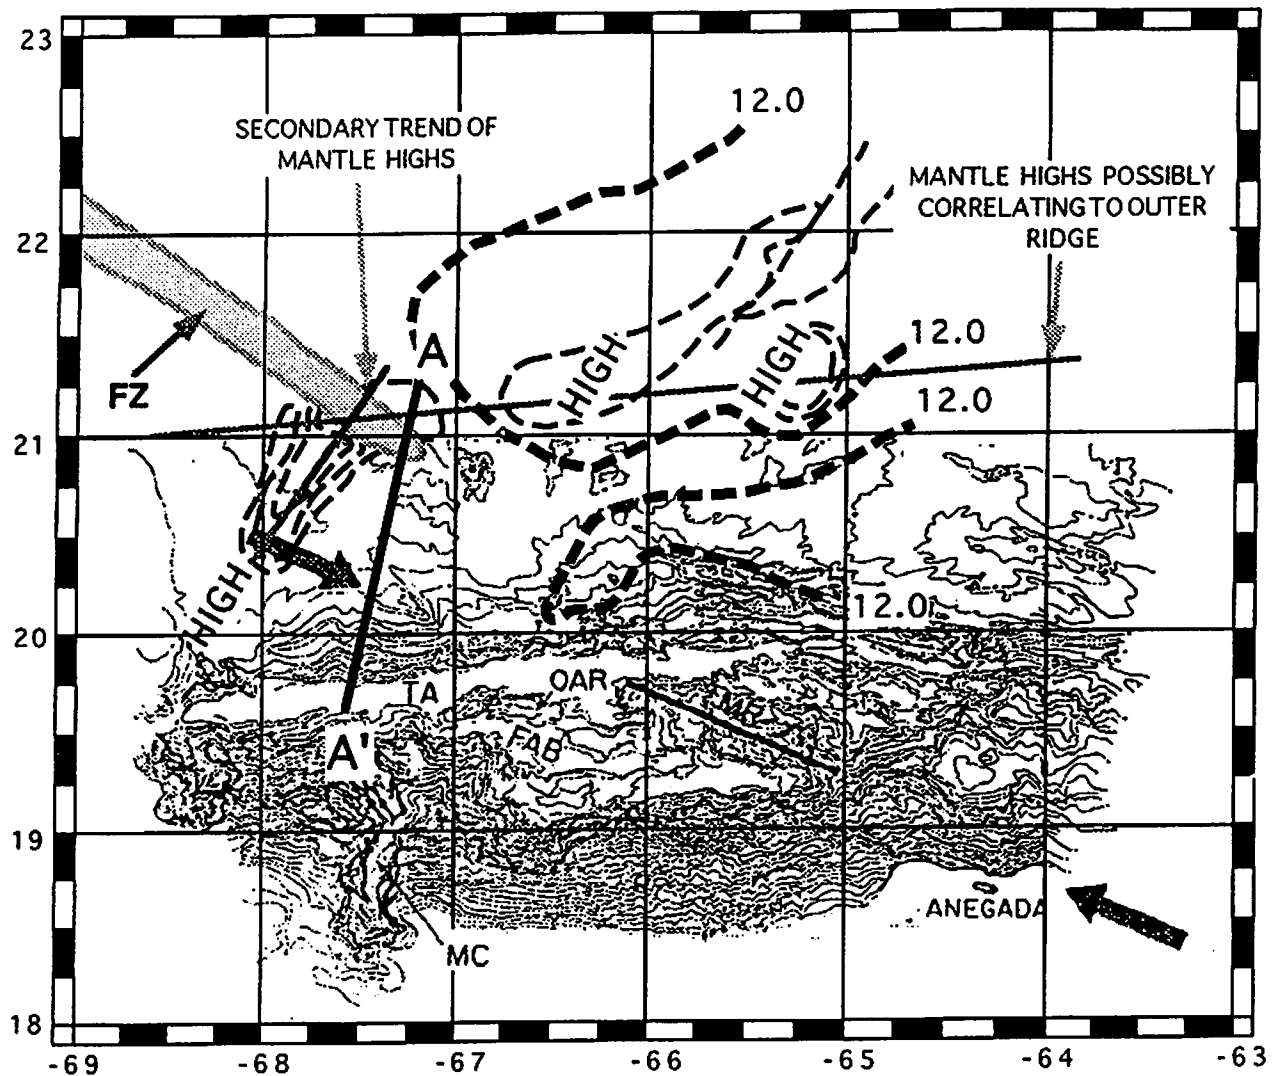 23
12.0
SECONDARY TREND OF
MANTLE HIGHS
MANTLE HIGHS POSSIBLY
CORRELATING TO OUTER
RIDGE
22
12.0
A
HIGH
HIGH
FZ
12.0
21
HIGH
12.0
20
OAR
TA
MR
FAB
A'
19
ANEGADA
MC
18
-69
-68
-67
-66
-65
-64
-63